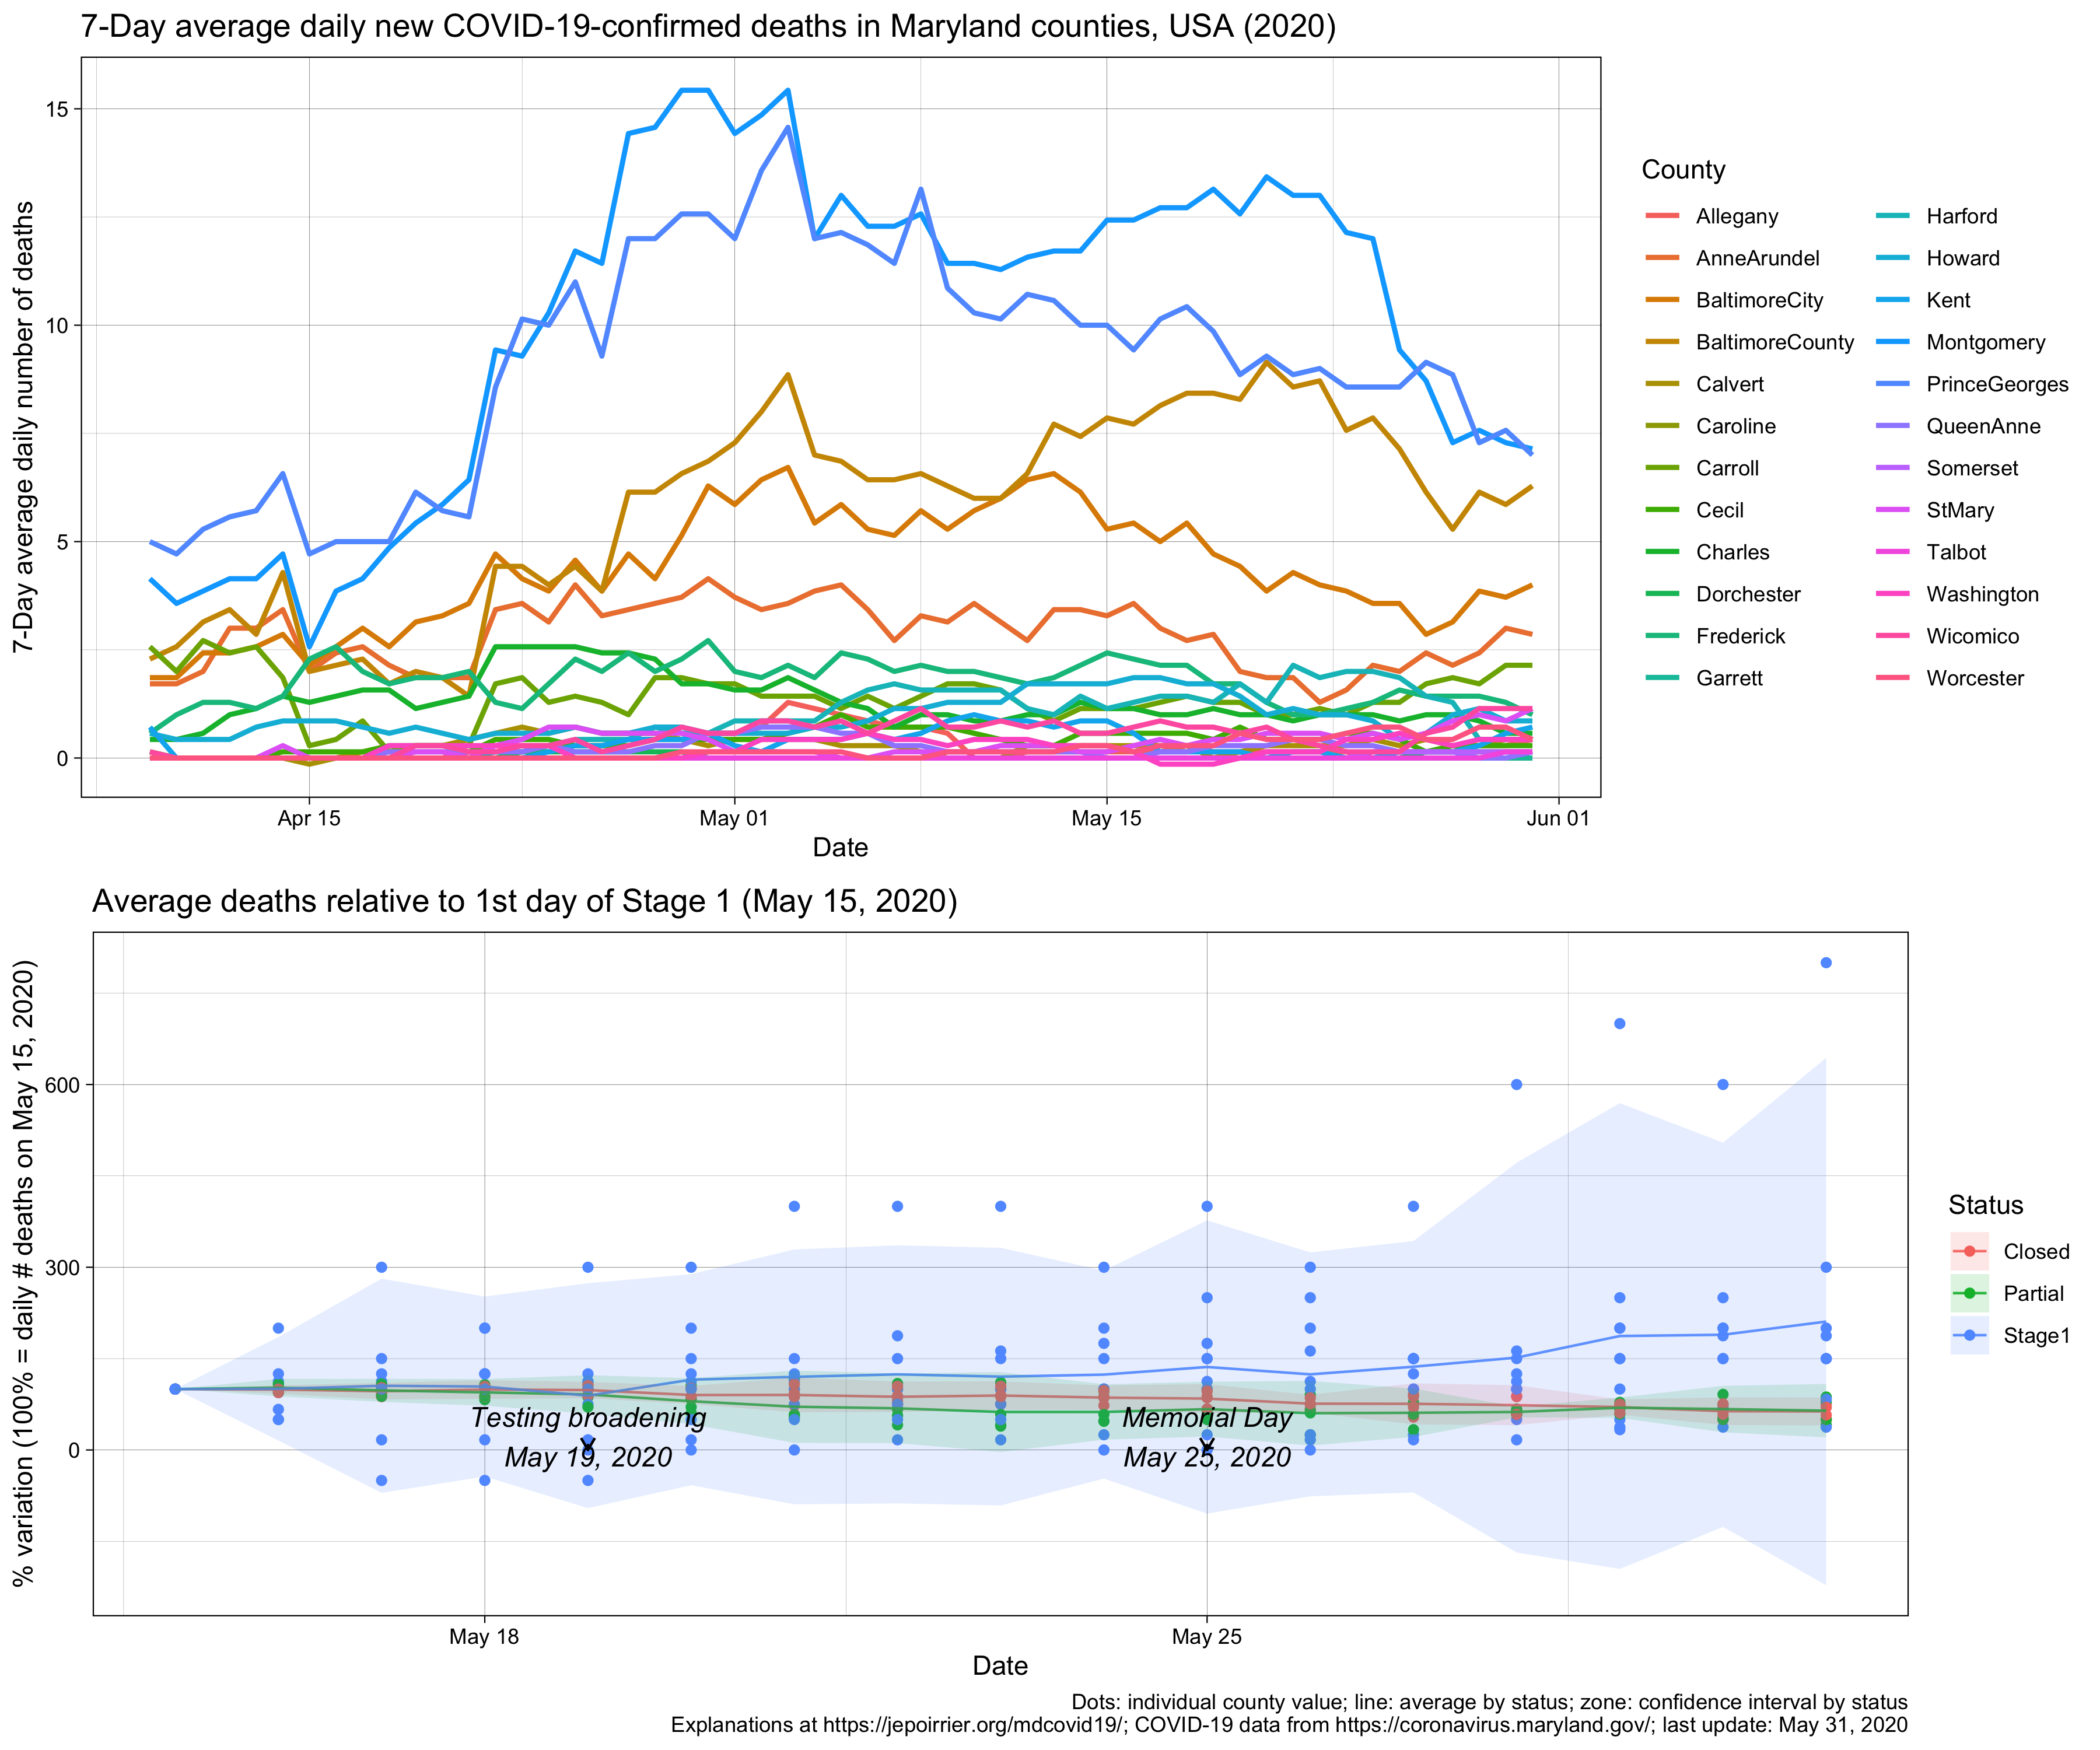 7-Day average daily new COVID-19-confirmed deaths in Maryland counties, USA (2020)
7-Day average daily number of deaths
15
10
5
0
Apr 15
May 01
May 15
Jun 01
Date
County
Allegany
AnneArundel
BaltimoreCity
BaltimoreCounty
Calvert
Caroline
Carroll
Cecil
Charles
Dorchester
Frederick
Garrett
Harford
Howard
Kent
Montgomery
PrinceGeorges
QueenAnne
Somerset
StMary
Talbot
Washington
Wicomico
Worcester
Average deaths relative to 1st day of Stage 1 (May 15, 2020)
% variation (100% = daily # deaths on May 15, 2020)
600
300
0
Testing broadening
May 19, 2020
Memorial Day
May 25, 2020
May 18
May 25
Date
Status
Closed
Partial
Stage1
Dots: individual county value; line: average by status; zone: confidence interval by status
Explanations at https://jepoirrier.org/mdcovid19/; COVID-19 data from https://coronavirus.maryland.gov/; last update: May 31, 2020